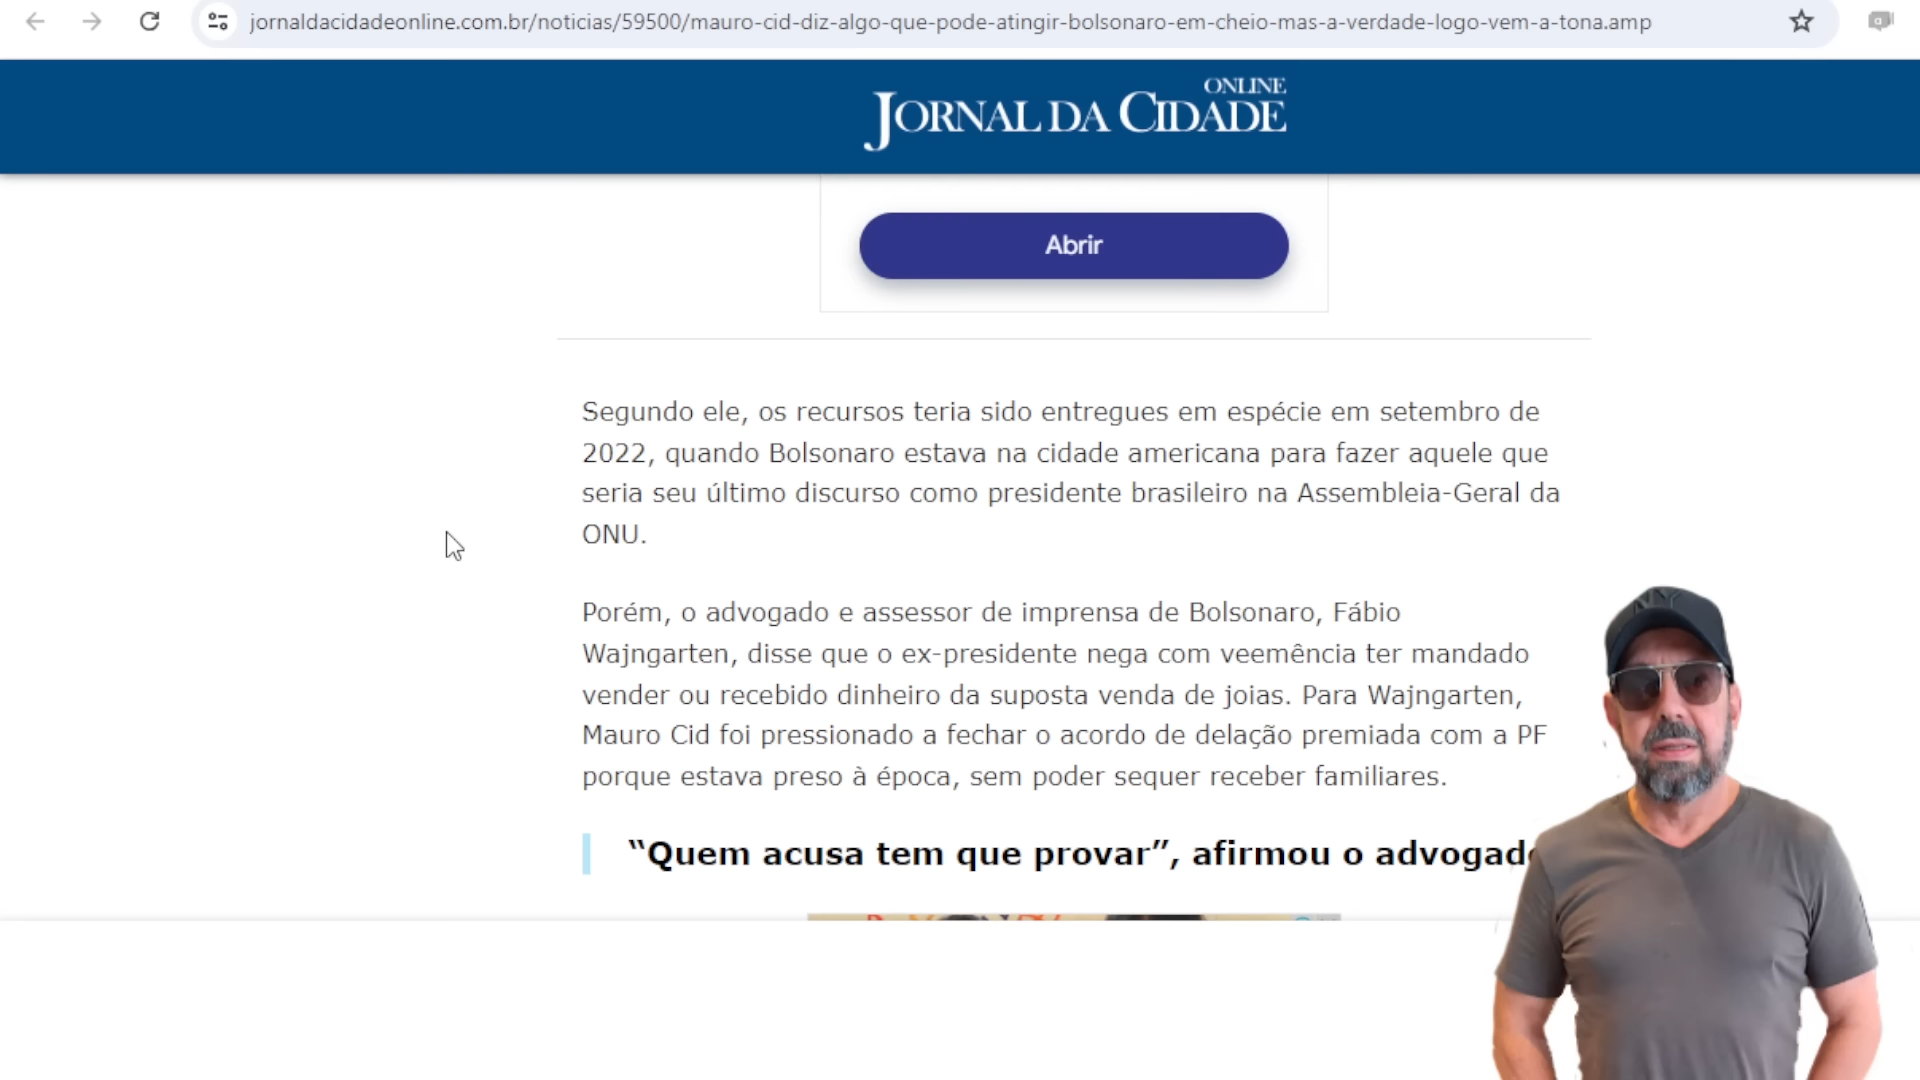 jornaldacidadeonline.com.br/noticias/59500/mauro-cid-diz-algo-que-pode-atingir-bolsonaro-em-cheio-mas-a-verdade-logo-vem-a-tona.amp
ONLINE
JORNAL DA CIDADE
Abrir
Segundo ele, os recursos teria sido entregues em espécie em setembro de
2022, quando Bolsonaro estava na cidade americana para fazer aquele que
seria seu último discurso como presidente brasileiro na Assembleia-Geral da
ONU.
Porém, o advogado e assessor de imprensa de Bolsonaro, Fábio
Wajngarten, disse que o ex-presidente nega com veemência ter mandado
vender ou recebido dinheiro da suposta venda de joias. Para Wajngarten,
Mauro Cid foi pressionado a fechar o acordo de delação premiada com a PF
porque estava preso à época, sem poder sequer receber familiares.
“Quem acusa tem que provar”, afirmou o advogado
NY